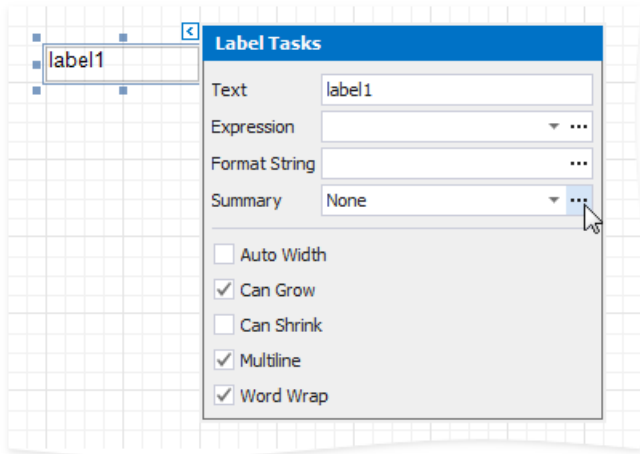 label1
Label Tasks
Text label1
Expression
Format String
Summary None
Auto Width
Can Grow
Can Shrink
Multiline
Word Wrap